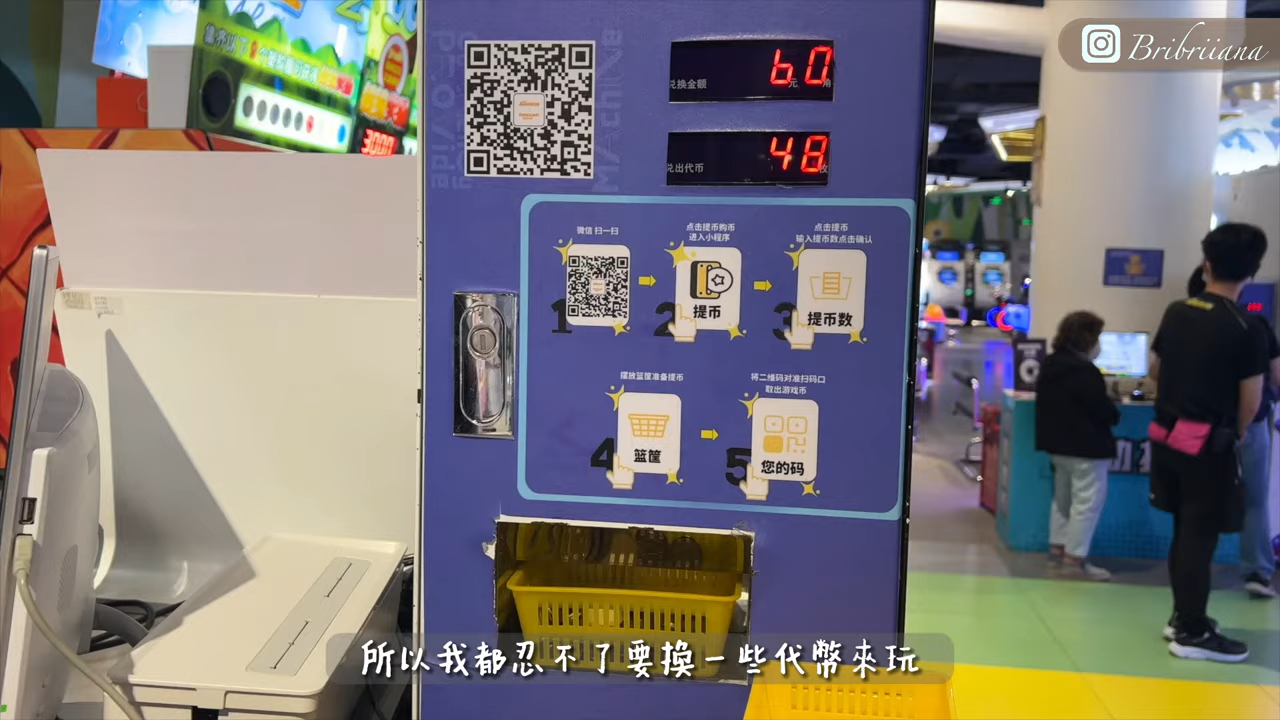 Bribriiana
60
兑换金额
元
角
48
兑出代币
枚
3000
微信 扫一扫
点击提币购币
进入小程序
点击提币
输入提币数点击确认
1
2
提币
3
提币数
摆放篮筐准备提币
将二维码对准扫码口
取出游戏币
4
篮筐
5
您的码
所以我都忍不了要換一些代幣來玩